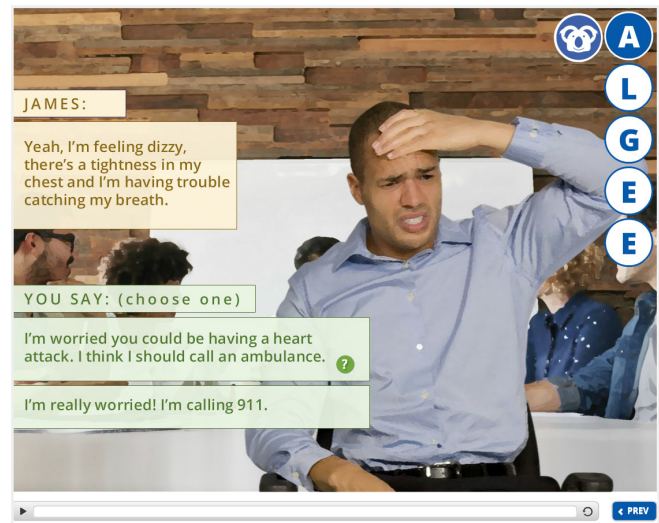 A
L
G
E
E
JAMES:
Yeah, I'm feeling dizzy,
there's a tightness in my
chest and I'm having trouble
catching my breath.
YOU SAY: (choose one)
I'm worried you could be having a heart
attack. I think I should call an ambulance.
?
I'm really worried! I'm calling 911.
PREV